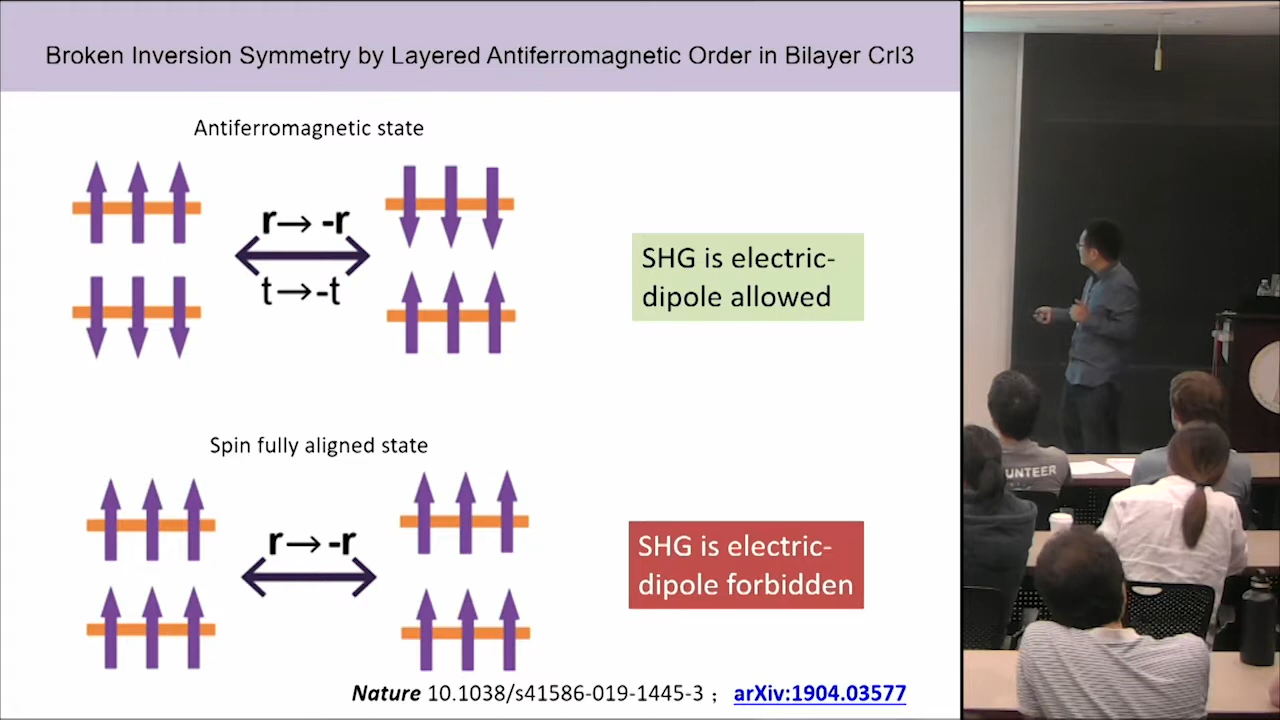 Broken Inversion Symmetry by Layered Antiferromagnetic Order in Bilayer CrI3
Antiferromagnetic state
r→ -r
t→-t
SHG is electric-
dipole allowed
Spin fully aligned state
r→ -r
SHG is electric-
dipole forbidden
Nature 10.1038/s41586-019-1445-3 ; arXiv:1904.03577
UNTEER